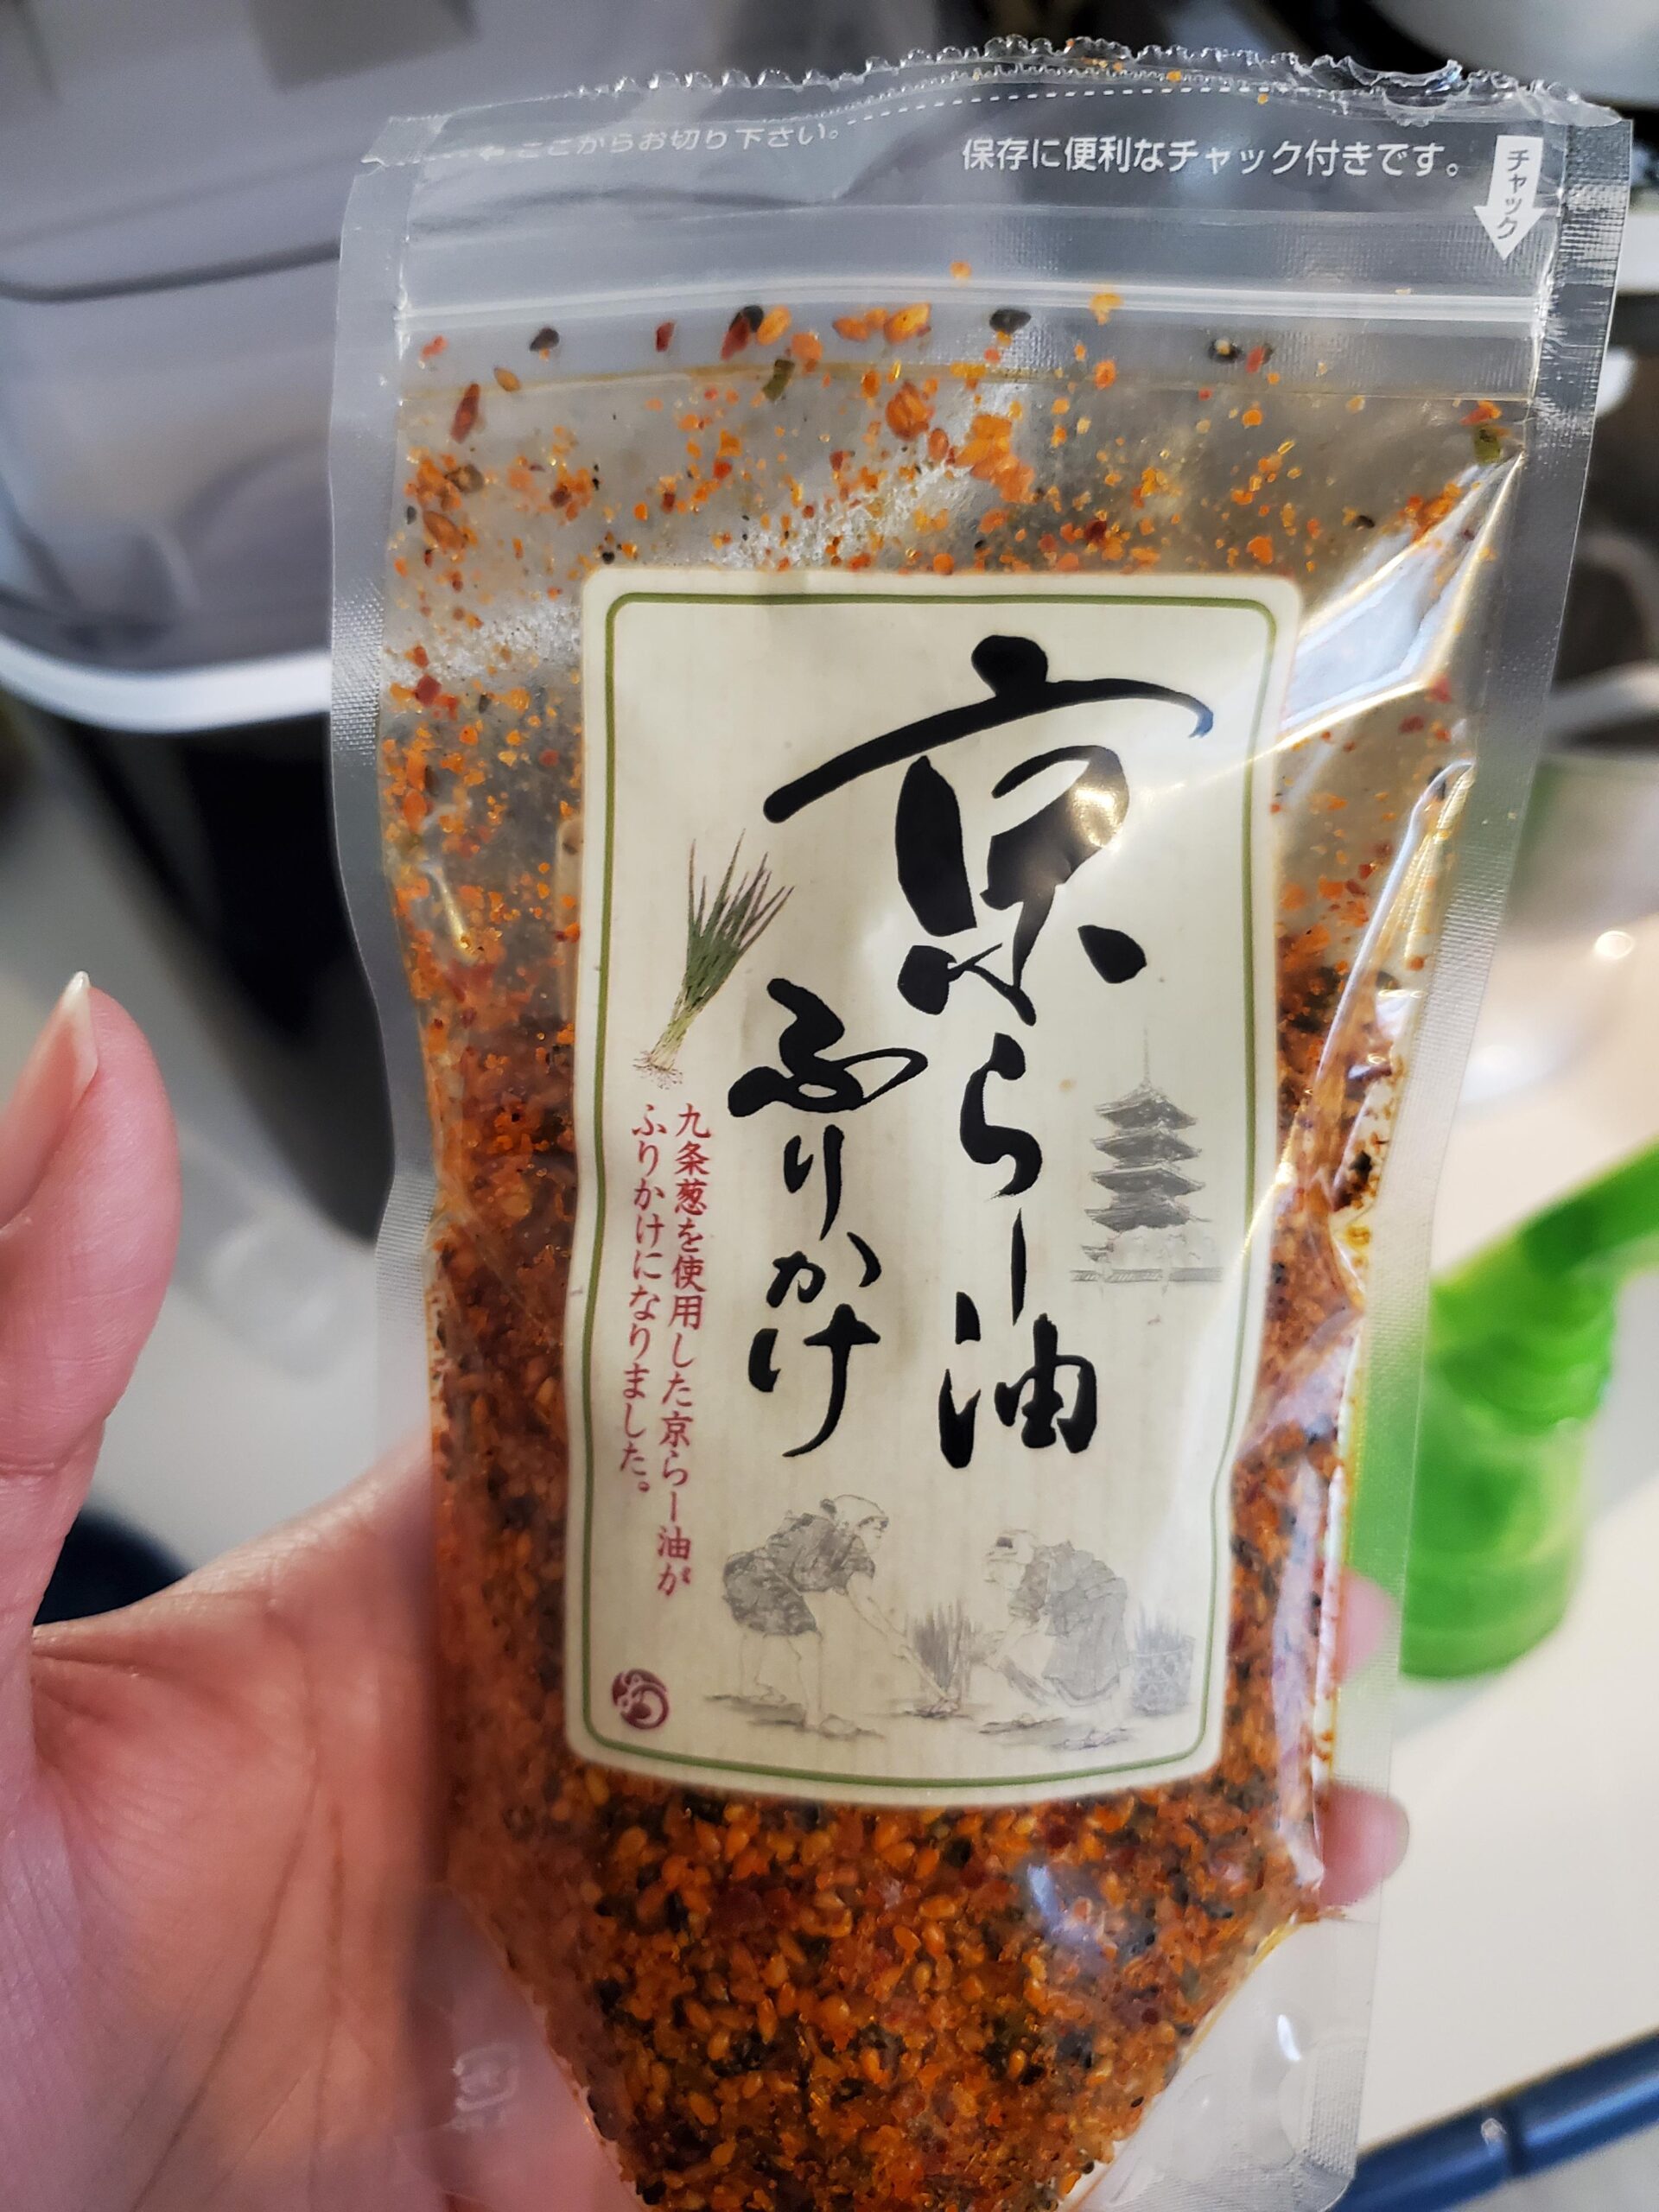 ここからお切り下さい。
保存に便利なチャック付きです。
チャック
京らー油
ふりかけ
九条葱を使用した京らー油が
ふりかけになりました。